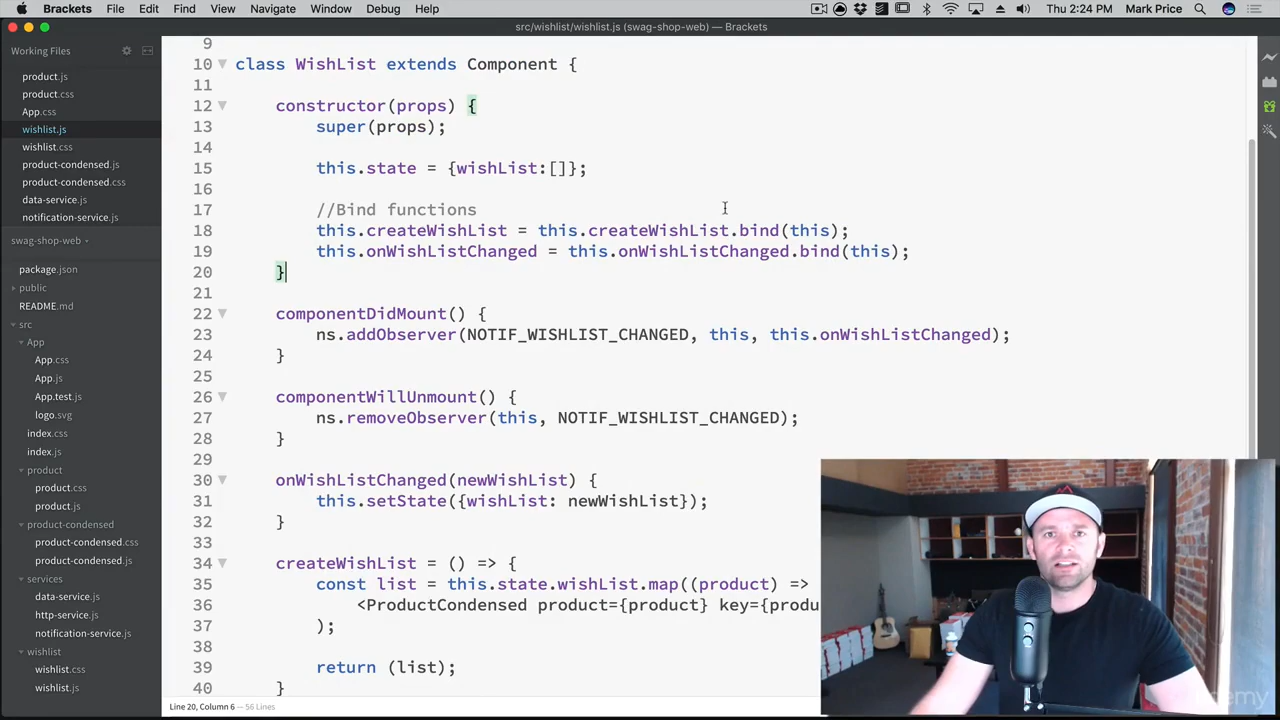 Brackets File Edit Find View Navigate Window Debug Help Thu 2:24 PM Mark Price
src/wishlist/wishlist.js (swag-shop-web) — Brackets
Working Files
product.js
product.css
App.css
wishlist.js
wishlist.css
product-condensed.js
product-condensed.css
data-service.js
notification-service.js
swag-shop-web
package.json
public
README.md
src
App
App.css
App.js
App.test.js
logo.svg
index.css
index.js
product
product.css
product.js
product-condensed
product-condensed.css
product-condensed.js
services
data-service.js
http-service.js
notification-service.js
wishlist
wishlist.css
wishlist.js
9
10 class WishList extends Component {
11
12 constructor(props) {
13 super(props);
14
15 this.state = {wishList:[]};
16
17 //Bind functions
18 this.createWishList = this.createWishList.bind(this);
19 this.onWishListChanged = this.onWishListChanged.bind(this);
20 }
21
22 componentDidMount() {
23 ns.addObserver(NOTIF_WISHLIST_CHANGED, this, this.onWishListChanged);
24 }
25
26 componentWillUnmount() {
27 ns.removeObserver(this, NOTIF_WISHLIST_CHANGED);
28 }
29
30 onWishListChanged(newWishList) {
31 this.setState({wishList: newWishList});
32 }
33
34 createWishList = () => {
35 const list = this.state.wishList.map((product) =>
36 <ProductCondensed product={product} key={produ
37 );
38
39 return (list);
40 }
Line 20, Column 6 — 56 Lines